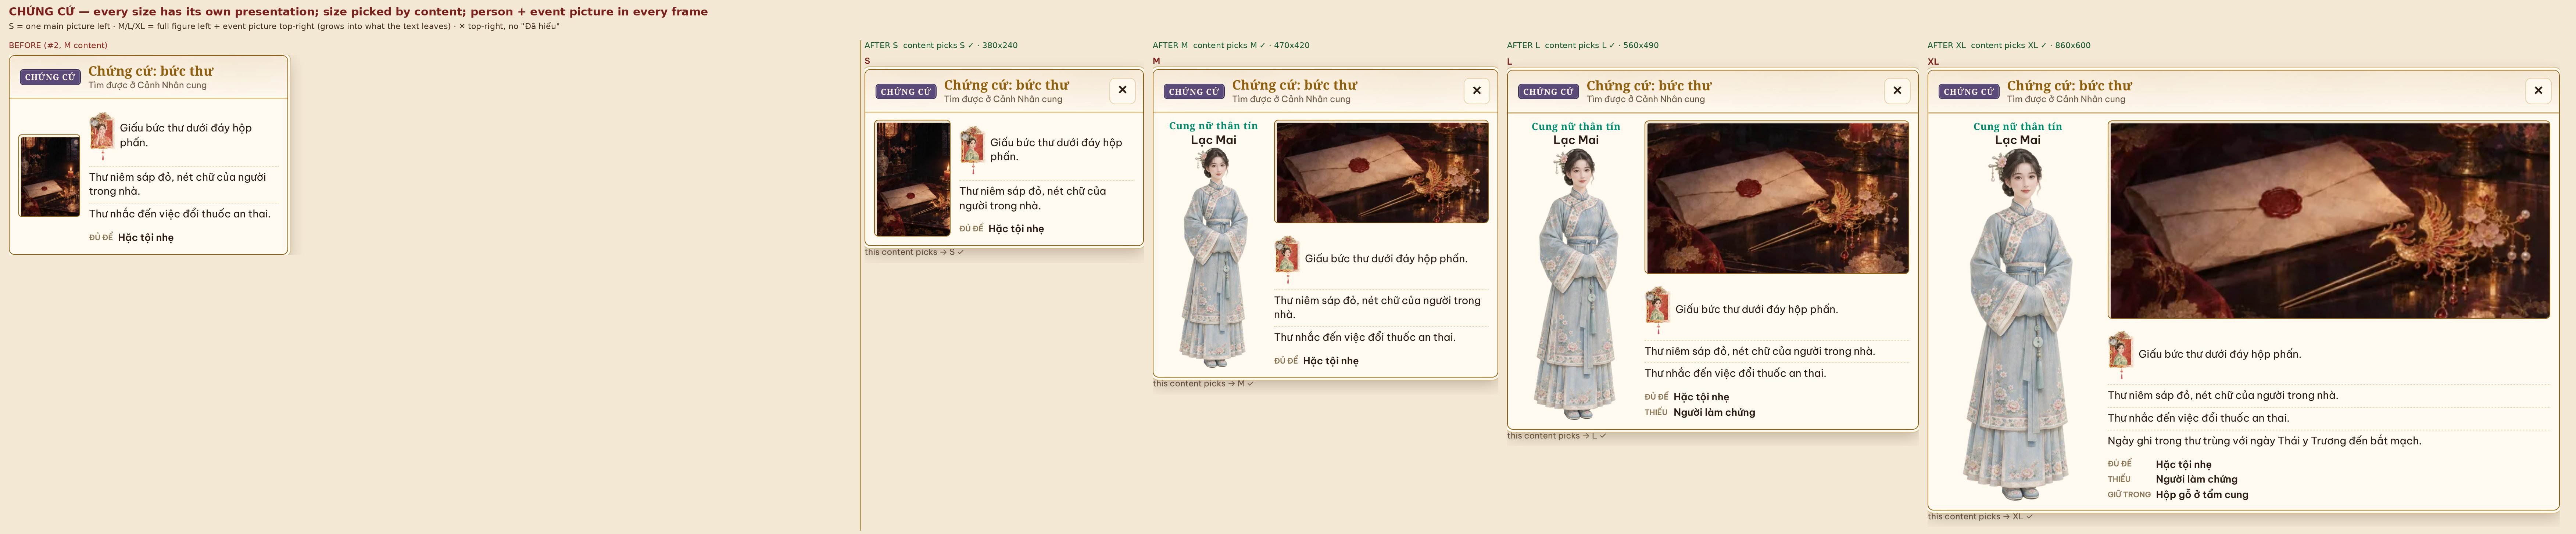 CHỨNG CỨ — every size has its own presentation; size picked by content; person + event picture in every frame
S = one main picture left · M/L/XL = full figure left + event picture top-right (grows into what the text leaves) · ✕ top-right, no "Đã hiểu"
BEFORE (#2, M content)
CHỨNG CỨ
Chứng cứ: bức thư
Tìm được ở Cảnh Nhân cung
Giấu bức thư dưới đáy hộp
phấn.
Thư niêm sáp đỏ, nét chữ của người
trong nhà.
Thư nhắc đến việc đổi thuốc an thai.
ĐỦ ĐỂ Hặc tội nhẹ
AFTER S content picks S ✓ · 380x240
S
CHỨNG CỨ
Chứng cứ: bức thư
Tìm được ở Cảnh Nhân cung
✕
Giấu bức thư dưới đáy hộp
phấn.
Thư niêm sáp đỏ, nét chữ của
người trong nhà.
ĐỦ ĐỂ Hặc tội nhẹ
this content picks → S ✓
AFTER M content picks M ✓ · 470x420
M
CHỨNG CỨ
Chứng cứ: bức thư
Tìm được ở Cảnh Nhân cung
✕
Cung nữ thân tín
Lạc Mai
Giấu bức thư dưới đáy hộp phấn.
Thư niêm sáp đỏ, nét chữ của người trong
nhà.
Thư nhắc đến việc đổi thuốc an thai.
ĐỦ ĐỂ Hặc tội nhẹ
this content picks → M ✓
AFTER L content picks L ✓ · 560x490
L
CHỨNG CỨ
Chứng cứ: bức thư
Tìm được ở Cảnh Nhân cung
✕
Cung nữ thân tín
Lạc Mai
Giấu bức thư dưới đáy hộp phấn.
Thư niêm sáp đỏ, nét chữ của người trong nhà.
Thư nhắc đến việc đổi thuốc an thai.
ĐỦ ĐỂ Hặc tội nhẹ
THIẾU Người làm chứng
this content picks → L ✓
AFTER XL content picks XL ✓ · 860x600
XL
CHỨNG CỨ
Chứng cứ: bức thư
Tìm được ở Cảnh Nhân cung
✕
Cung nữ thân tín
Lạc Mai
Giấu bức thư dưới đáy hộp phấn.
Thư niêm sáp đỏ, nét chữ của người trong nhà.
Thư nhắc đến việc đổi thuốc an thai.
Ngày ghi trong thư trùng với ngày Thái y Trương đến bắt mạch.
ĐỦ ĐỂ Hặc tội nhẹ
THIẾU Người làm chứng
GIỮ TRONG Hộp gỗ ở tẩm cung
this content picks → XL ✓